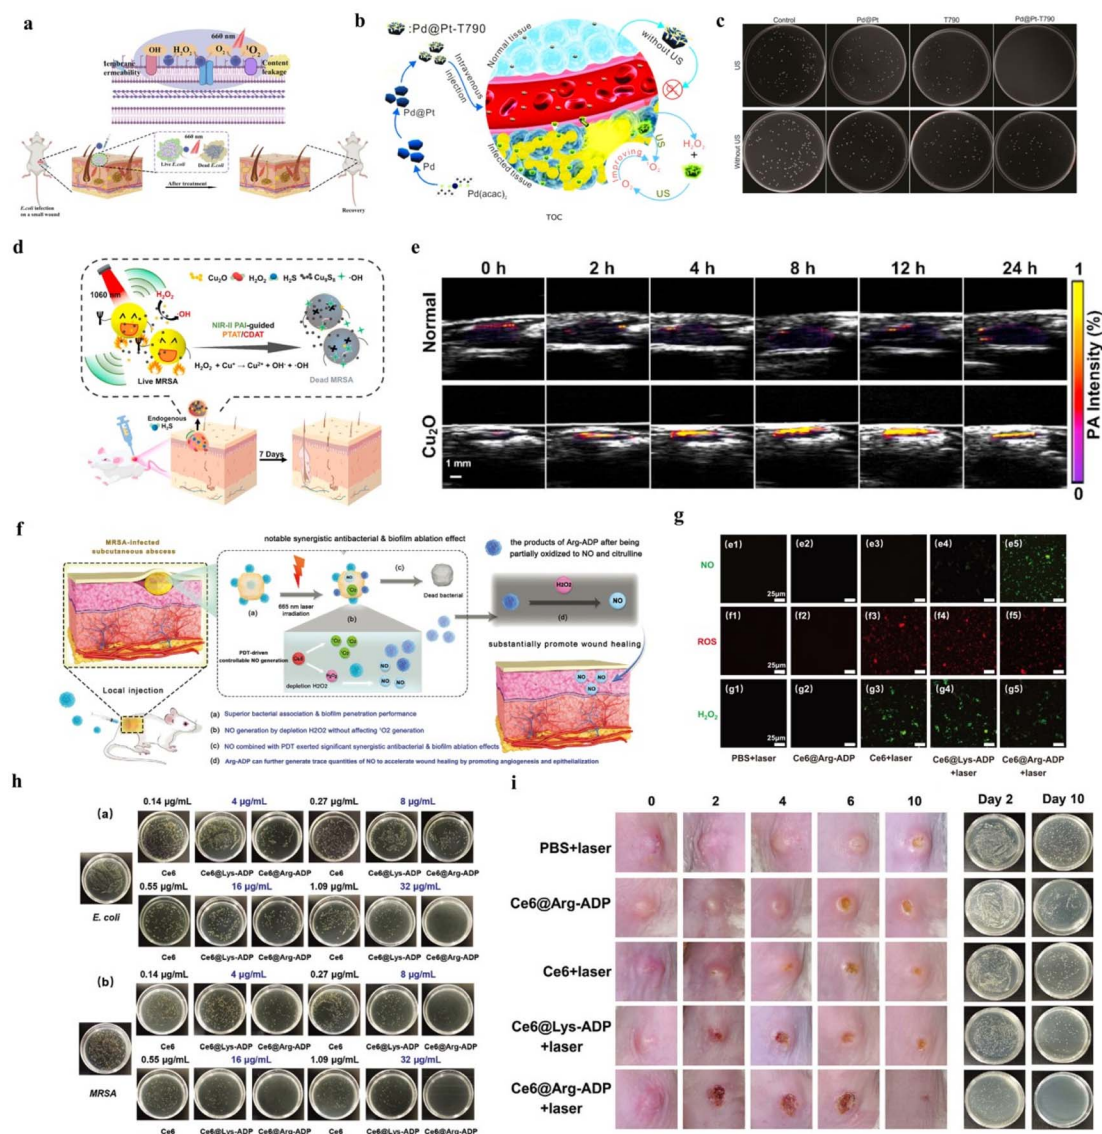 a
660 nm
OH
H₂O₂
O₂
¹O₂
Membrane
ermeability
Content
leakage
660 nm
Live E.coli
Dead E.coli
After treatment
E.coli infection
on a small wound
Recovery
b
:Pd@Pt-T790
Intravenous
injection
Pd@Pt
Pd
Pd(acac)₂
Normal tissue
Infected tissue
without US
US
H₂O₂
+
US
Improving
¹O₂
O₂
TOC
c
Control
Pd@Pt
T790
Pd@Pt-T790
US
Without US
d
Cu₂O
H₂O₂
H₂S
Cu₉S₈
·OH
1060 nm
H₂O₂
·OH
NIR-II PAI-guided
PTAT/CDAT
H₂O₂ + Cu⁺ → Cu²⁺ + OH⁻ + ·OH
Live MRSA
Dead MRSA
Endogenous
H₂S
7 Days
e
0 h
2 h
4 h
8 h
12 h
24 h
Normal
Cu₂O
1 mm
1
PA Intensity (%)
0
f
MRSA-infected
subcutaneous abscess
notable synergistic antibacterial & biofilm ablation effect
(a)
665 nm laser
irradiation
(b)
(c)
Dead bacterial
PDT-driven
controllable NO generation
Ce6
H2O2
depletion H2O2
NO
the products of Arg-ADP after being
partially oxidized to NO and citrulline
H2O2
NO
(d)
substantially promote wound healing
Local injection
(a) Superior bacterial association & biofilm penetration performance
(b) NO generation by depletion H2O2 without affecting ¹O2 generation
(c) NO combined with PDT exerted significant synergistic antibacterial & biofilm ablation effects
(d) Arg-ADP can further generate trace quantities of NO to accelerate wound healing by promoting angiogenesis and epithelialization
g
NO
(e1) (e2) (e3) (e4) (e5)
25μm
ROS
(f1) (f2) (f3) (f4) (f5)
25μm
H₂O₂
(g1) (g2) (g3) (g4) (g5)
25μm
PBS+laser
Ce6@Arg-ADP
Ce6+laser
Ce6@Lys-ADP
+laser
Ce6@Arg-ADP
+laser
h
(a)
0.14 μg/mL 4 μg/mL 0.27 μg/mL 8 μg/mL
Ce6 Ce6@Lys-ADP Ce6@Arg-ADP Ce6 Ce6@Lys-ADP Ce6@Arg-ADP
0.55 μg/mL 16 μg/mL 1.09 μg/mL 32 μg/mL
E. coli
Ce6 Ce6@Lys-ADP Ce6@Arg-ADP Ce6 Ce6@Lys-ADP Ce6@Arg-ADP
(b)
0.14 μg/mL 4 μg/mL 0.27 μg/mL 8 μg/mL
Ce6 Ce6@Lys-ADP Ce6@Arg-ADP Ce6 Ce6@Lys-ADP Ce6@Arg-ADP
0.55 μg/mL 16 μg/mL 1.09 μg/mL 32 μg/mL
MRSA
Ce6 Ce6@Lys-ADP Ce6@Arg-ADP Ce6 Ce6@Lys-ADP Ce6@Arg-ADP
i
0 2 4 6 10 Day 2 Day 10
PBS+laser
Ce6@Arg-ADP
Ce6+laser
Ce6@Lys-ADP
+laser
Ce6@Arg-ADP
+laser